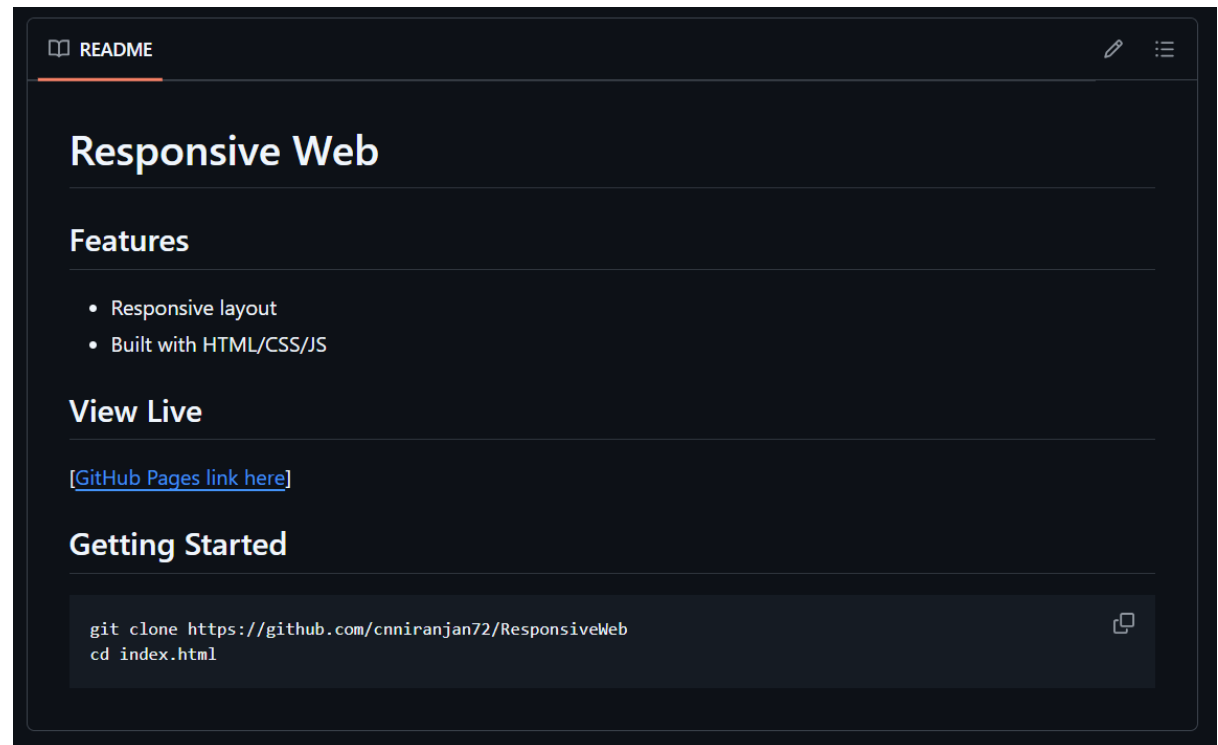 README
Responsive Web
Features
• Responsive layout
• Built with HTML/CSS/JS
View Live
[GitHub Pages link here]
Getting Started
git clone https://github.com/cnniranjan72/ResponsiveWeb
cd index.html